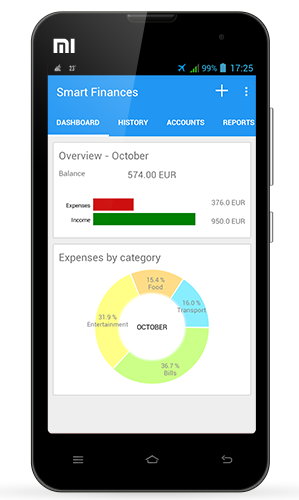 mi
99% 17:25
Smart Finances
DASHBOARD HISTORY ACCOUNTS REPORTS
Overview - October
Balance 574.00 EUR
Expenses 376.0 EUR
Income 950.0 EUR
Expenses by category
15.4 %
Food
16.0 %
Transport
31.9 %
Entertainment
OCTOBER
36.7 %
Bills